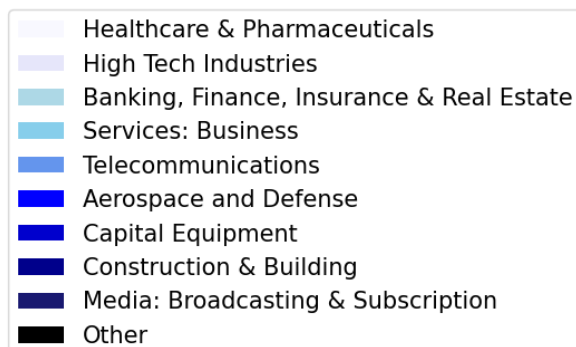 Healthcare & Pharmaceuticals
High Tech Industries
Banking, Finance, Insurance & Real Estate
Services: Business
Telecommunications
Aerospace and Defense
Capital Equipment
Construction & Building
Media: Broadcasting & Subscription
Other